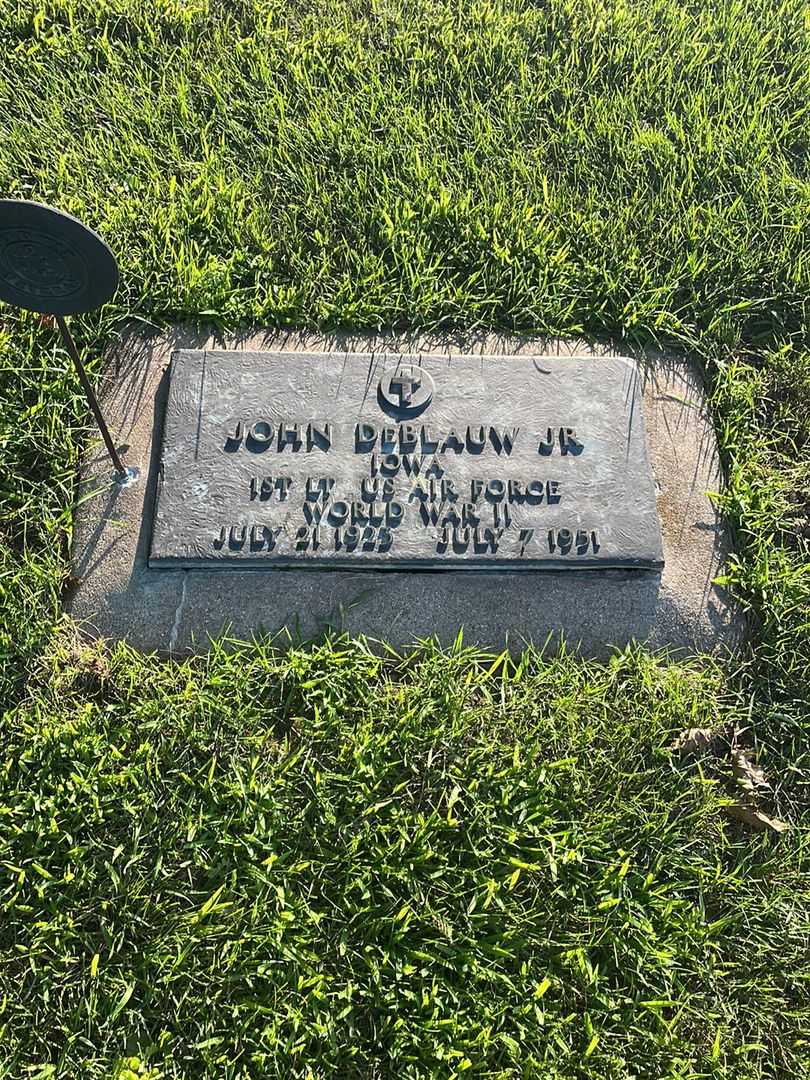 JOHN DEBLAUW JR
IOWA
1ST LT US AIR FORCE
WORLD WAR II
JULY 21 1925 JULY 7 1951